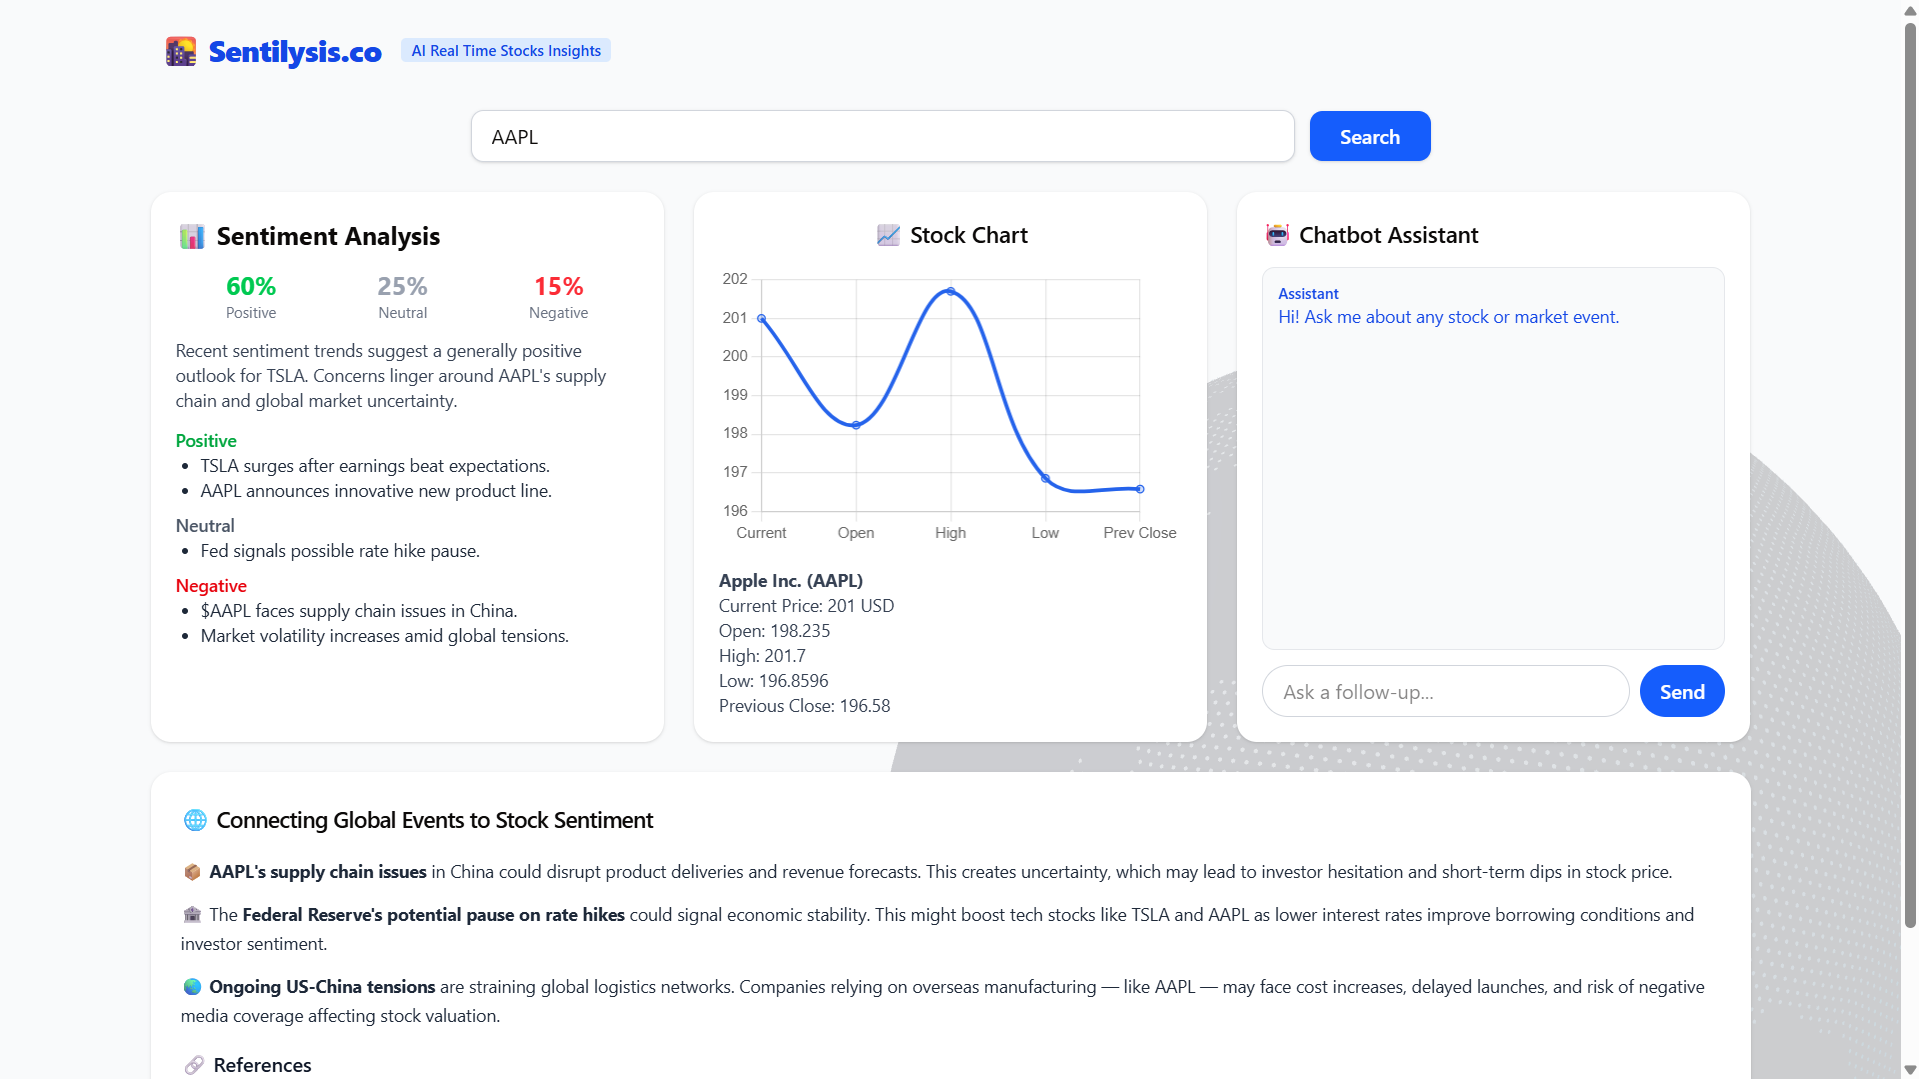 Sentilysis.co
AI Real Time Stocks Insights
AAPL
Search
Sentiment Analysis
60%
Positive
25%
Neutral
15%
Negative
Recent sentiment trends suggest a generally positive
outlook for TSLA. Concerns linger around AAPL's supply
chain and global market uncertainty.
Positive
• TSLA surges after earnings beat expectations.
• AAPL announces innovative new product line.
Neutral
• Fed signals possible rate hike pause.
Negative
• $AAPL faces supply chain issues in China.
• Market volatility increases amid global tensions.
Stock Chart
202
201
200
199
198
197
196
Current Open High Low Prev Close
Apple Inc. (AAPL)
Current Price: 201 USD
Open: 198.235
High: 201.7
Low: 196.8596
Previous Close: 196.58
Chatbot Assistant
Assistant
Hi! Ask me about any stock or market event.
Ask a follow-up...
Send
Connecting Global Events to Stock Sentiment
AAPL's supply chain issues in China could disrupt product deliveries and revenue forecasts. This creates uncertainty, which may lead to investor hesitation and short-term dips in stock price.
The Federal Reserve's potential pause on rate hikes could signal economic stability. This might boost tech stocks like TSLA and AAPL as lower interest rates improve borrowing conditions and
investor sentiment.
Ongoing US-China tensions are straining global logistics networks. Companies relying on overseas manufacturing — like AAPL — may face cost increases, delayed launches, and risk of negative
media coverage affecting stock valuation.
References